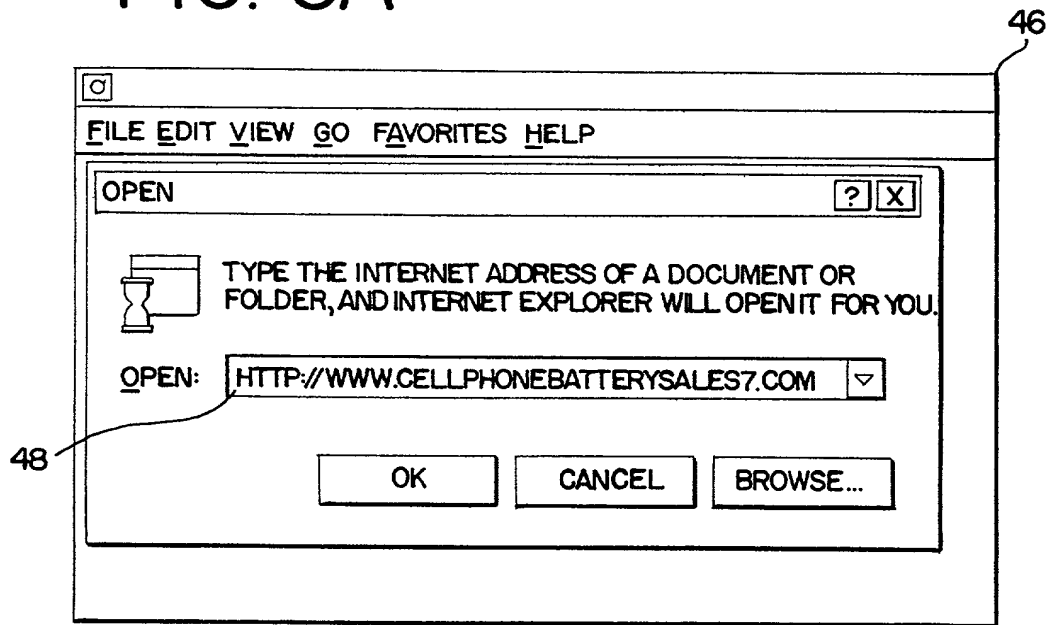 46
FILE EDIT VIEW GO FAVORITES HELP
OPEN ? X
TYPE THE INTERNET ADDRESS OF A DOCUMENT OR
FOLDER, AND INTERNET EXPLORER WILL OPEN IT FOR YOU.
OPEN: HTTP://WWW.CELLPHONEBATTERYSALES7.COM
48
OK CANCEL BROWSE...